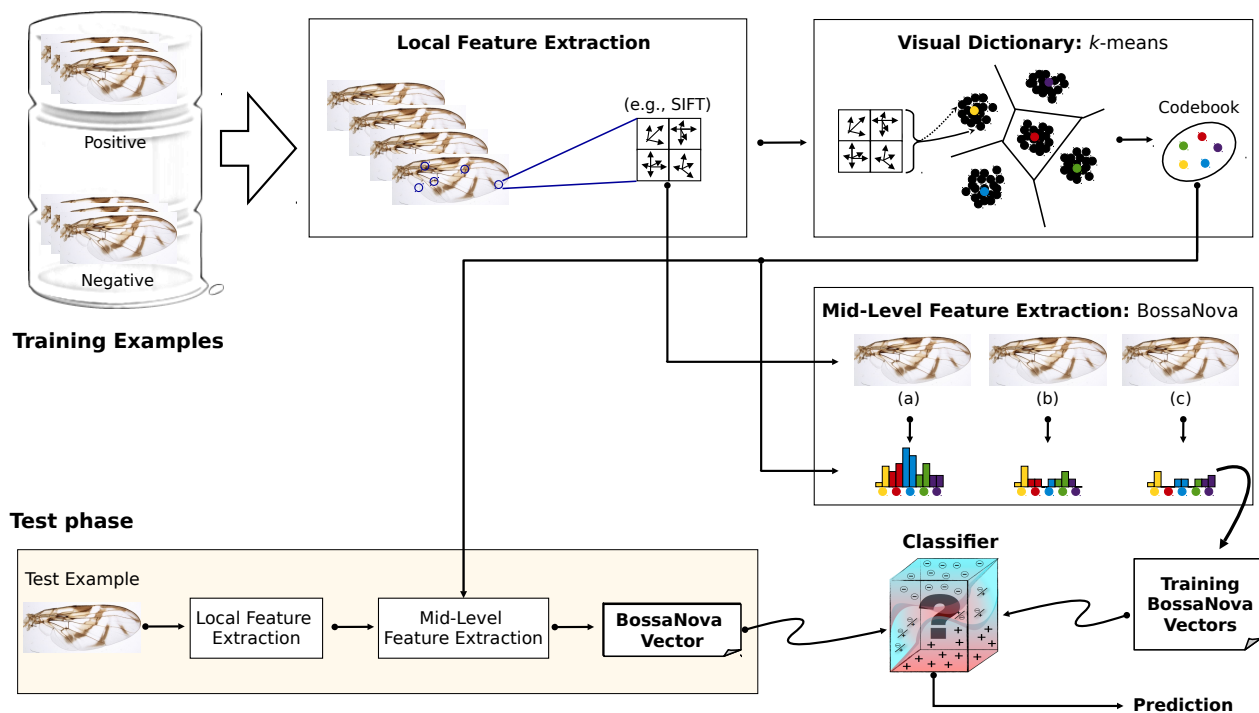 Positive
Negative
Training Examples
Local Feature Extraction
(e.g., SIFT)
Visual Dictionary: k-means
Codebook
Mid-Level Feature Extraction: BossaNova
(a)
(b)
(c)
Test phase
Test Example
Local Feature
Extraction
Mid-Level
Feature Extraction
BossaNova
Vector
Classifier
?
Training
BossaNova
Vectors
Prediction